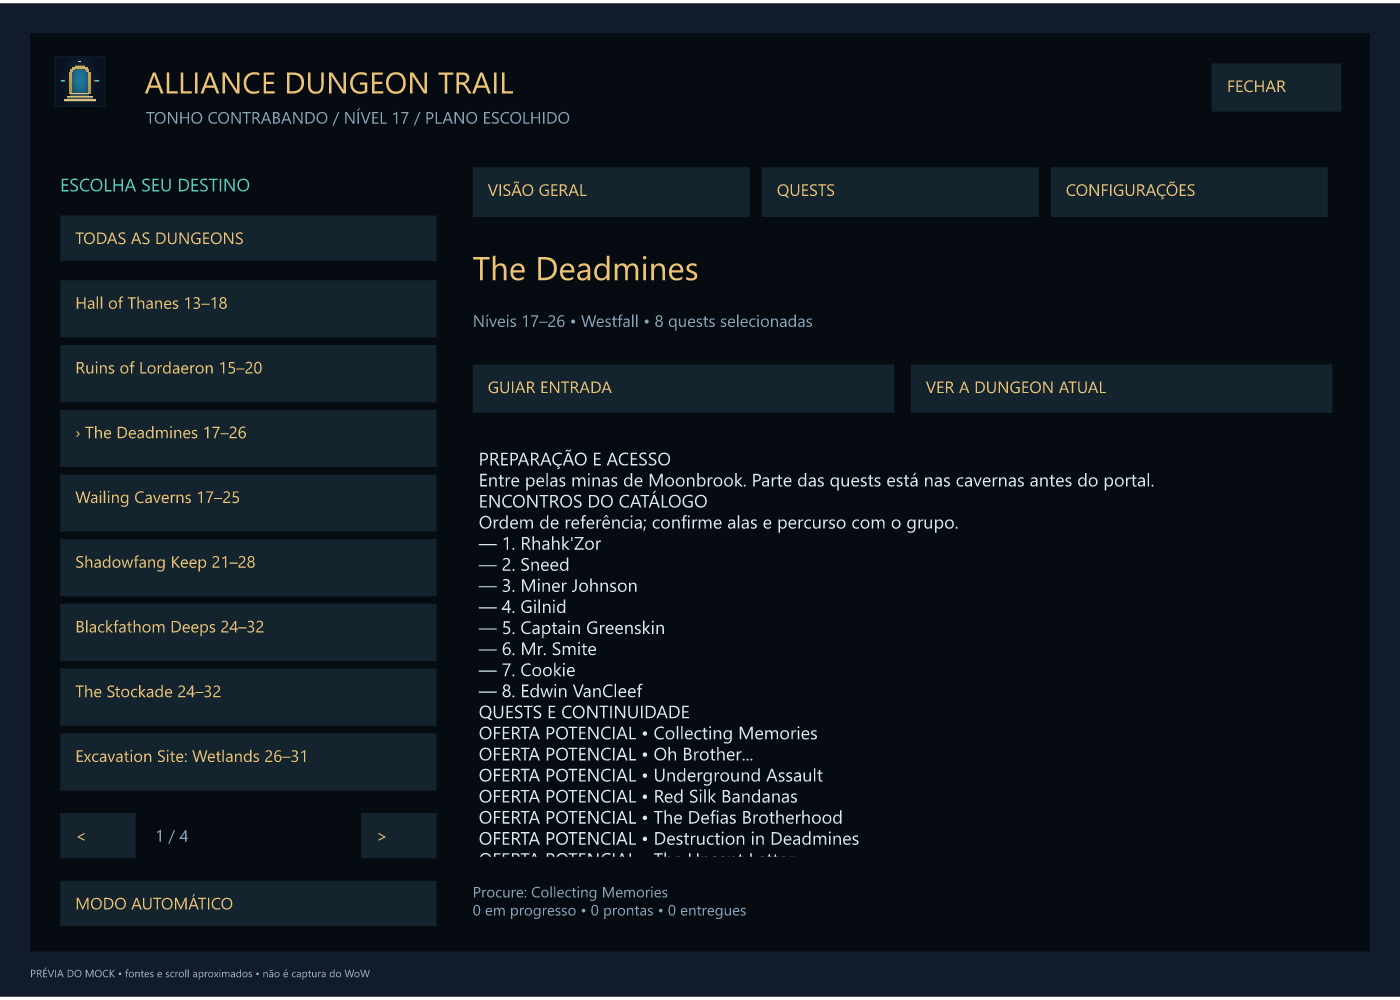 ALLIANCE DUNGEON TRAIL
TONHO CONTRABANDO / NÍVEL 17 / PLANO ESCOLHIDO
FECHAR
ESCOLHA SEU DESTINO
TODAS AS DUNGEONS
Hall of Thanes 13–18
Ruins of Lordaeron 15–20
› The Deadmines 17–26
Wailing Caverns 17–25
Shadowfang Keep 21–28
Blackfathom Deeps 24–32
The Stockade 24–32
Excavation Site: Wetlands 26–31
< 1 / 4 >
MODO AUTOMÁTICO
VISÃO GERAL
QUESTS
CONFIGURAÇÕES
The Deadmines
Níveis 17–26 • Westfall • 8 quests selecionadas
GUIAR ENTRADA
VER A DUNGEON ATUAL
PREPARAÇÃO E ACESSO
Entre pelas minas de Moonbrook. Parte das quests está nas cavernas antes do portal.
ENCONTROS DO CATÁLOGO
Ordem de referência; confirme alas e percurso com o grupo.
— 1. Rhahk'Zor
— 2. Sneed
— 3. Miner Johnson
— 4. Gilnid
— 5. Captain Greenskin
— 6. Mr. Smite
— 7. Cookie
— 8. Edwin VanCleef
QUESTS E CONTINUIDADE
OFERTA POTENCIAL • Collecting Memories
OFERTA POTENCIAL • Oh Brother...
OFERTA POTENCIAL • Underground Assault
OFERTA POTENCIAL • Red Silk Bandanas
OFERTA POTENCIAL • The Defias Brotherhood
OFERTA POTENCIAL • Destruction in Deadmines
OFERTA POTENCIAL • The Unsent Letter
Procure: Collecting Memories
0 em progresso • 0 prontas • 0 entregues
PRÉVIA DO MOCK • fontes e scroll aproximados • não é captura do WoW